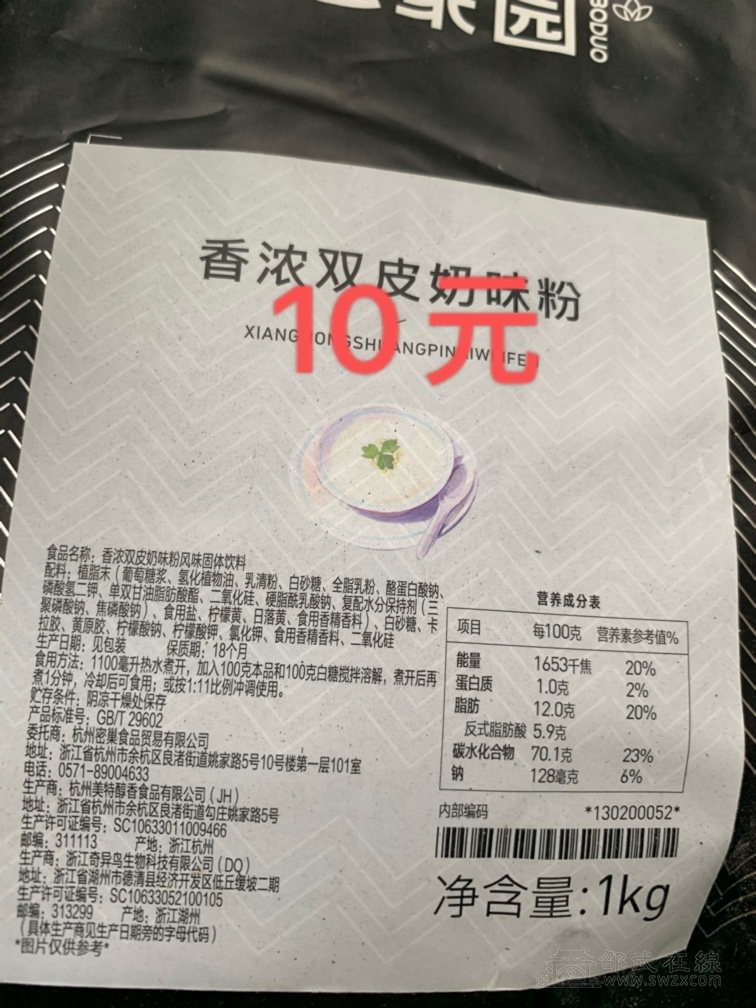 BODUO
园
香浓双皮奶味粉
10元
食品名称：香浓双皮奶味粉风味固体饮料
配料：植脂末（葡萄糖浆、氢化植物油、乳清粉、白砂糖、全脂乳粉、酪蛋白酸钠、
磷酸氢二钾、单双甘油脂肪酸酯、二氧化硅、硬脂酰乳酸钠、复配水分保持剂（三
聚磷酸钠、焦磷酸钠）、食用盐、柠檬黄、日落黄、食用香精香料）、白砂糖、卡
拉胶、黄原胶、柠檬酸钠、柠檬酸钾、氯化钾、食用香精香料、二氧化硅
生产日期：见包装 保质期：18个月
食用方法：1100毫升热水煮开，加入100克本品和100克白糖搅拌溶解，煮开后再
煮1分钟，冷却后可食用；或按1:11比例冲调使用。
贮存条件：阴凉干燥处保存
产品标准号：GB/T 29602
委托商：杭州密巢食品贸易有限公司
地址：浙江省杭州市余杭区良渚街道姚家路5号10号楼第一层101室
电话：0571-89004633
生产商：杭州美特醇香食品有限公司（JH）
地址：浙江省杭州市余杭区良渚街道勾庄姚家路5号
生产许可证编号：SC10633011009466
邮编：311113 产地：浙江杭州
生产商：浙江奇异鸟生物科技有限公司（DQ）
地址：浙江省湖州市德清县经济开发区低丘缓坡二期
生产许可证编号：SC10633052100105
邮编：313299 产地：浙江湖州
（具体生产商见生产日期旁的字母代码）
*图片仅供参考*
营养成分表
项目 每100克 营养素参考值%
能量 1653千焦 20%
蛋白质 1.0克 2%
脂肪 12.0克 20%
反式脂肪酸 5.9克
碳水化合物 70.1克 23%
钠 128毫克 6%
内部编码 *130200052*
净含量:1kg
邵武在線
www.swzx.com